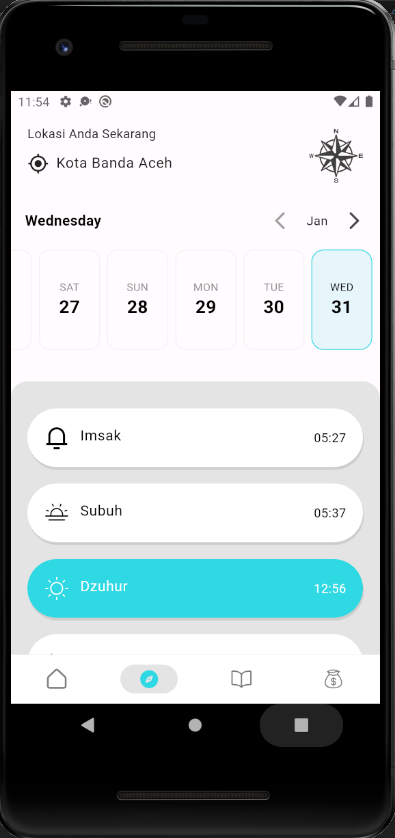 11:54
Lokasi Anda Sekarang
Kota Banda Aceh
N
W E
S
Wednesday
Jan
SAT SUN MON TUE WED
27 28 29 30 31
Imsak 05:27
Subuh 05:37
Dzuhur 12:56
$